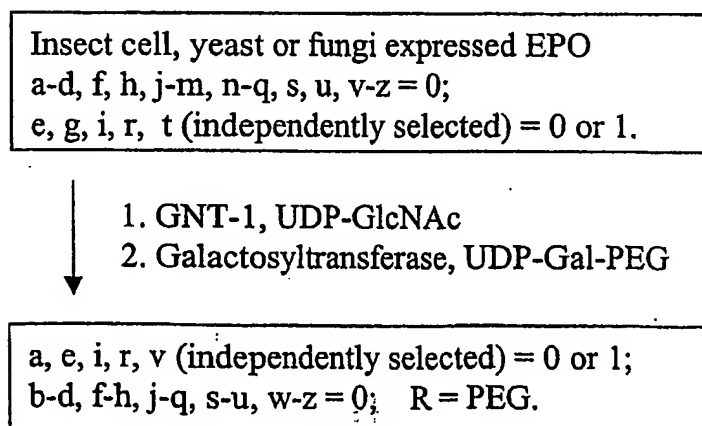 Insect cell, yeast or fungi expressed EPO
a-d, f, h, j-m, n-q, s, u, v-z = 0;
e, g, i, r, t (independently selected) = 0 or 1.
1. GNT-1, UDP-GlcNAc
2. Galactosyltransferase, UDP-Gal-PEG
a, e, i, r, v (independently selected) = 0 or 1;
b-d, f-h, j-q, s-u, w-z = 0; R = PEG.